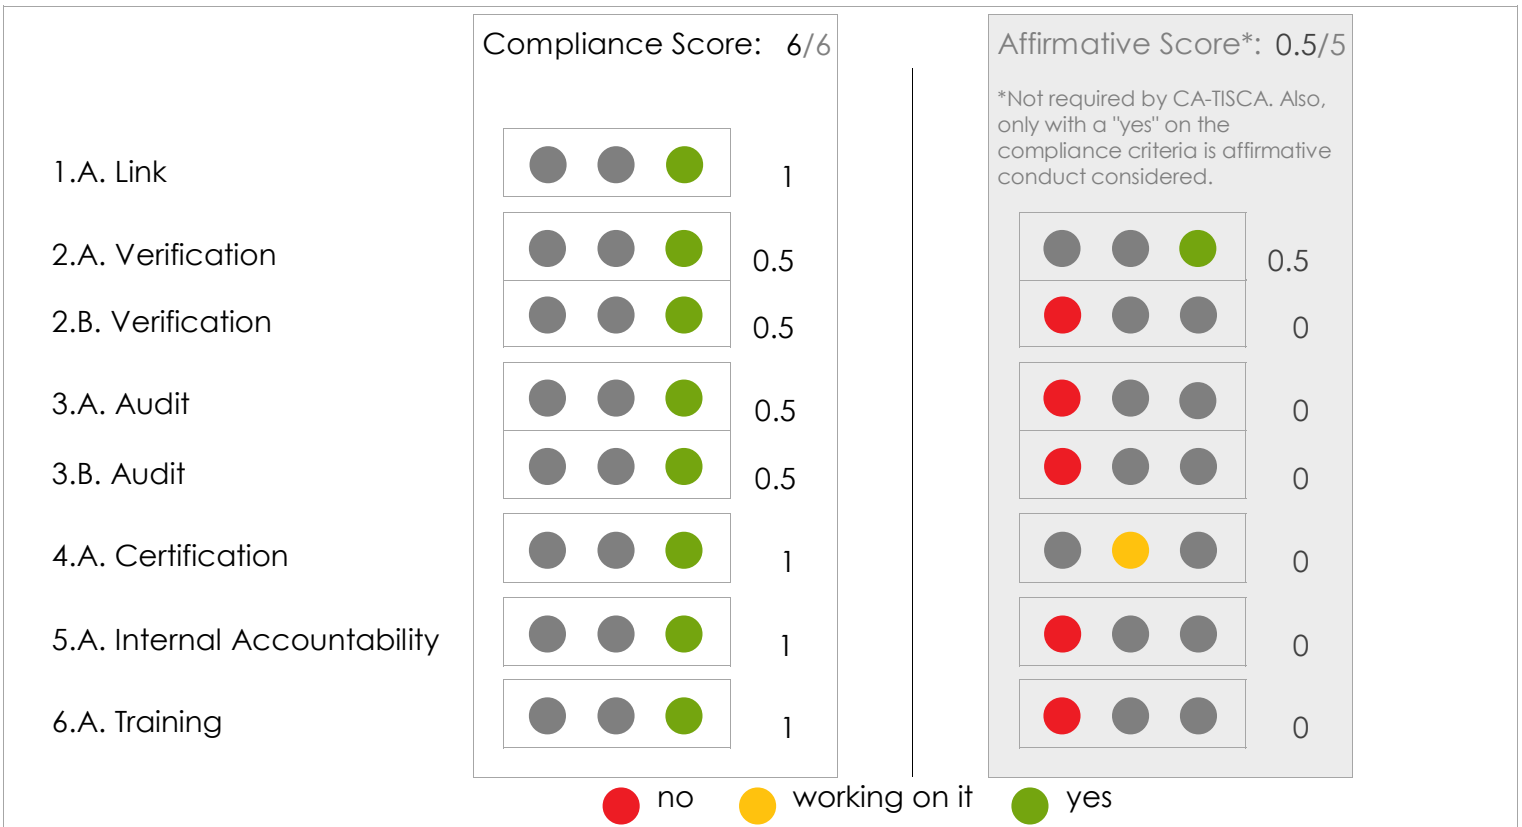 Compliance Score: 6/6
Affirmative Score*: 0.5/5
*Not required by CA-TISCA. Also,
only with a "yes" on the
compliance criteria is affirmative
conduct considered.
1.A. Link 1
2.A. Verification 0.5 0.5
2.B. Verification 0.5 0
3.A. Audit 0.5 0
3.B. Audit 0.5 0
4.A. Certification 1 0
5.A. Internal Accountability 1 0
6.A. Training 1 0
no working on it yes